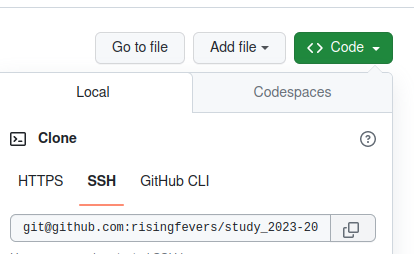 Go to file Add file Code
Local Codespaces
Clone
HTTPS SSH GitHub CLI
git@github.com:risingfevers/study_2023-20